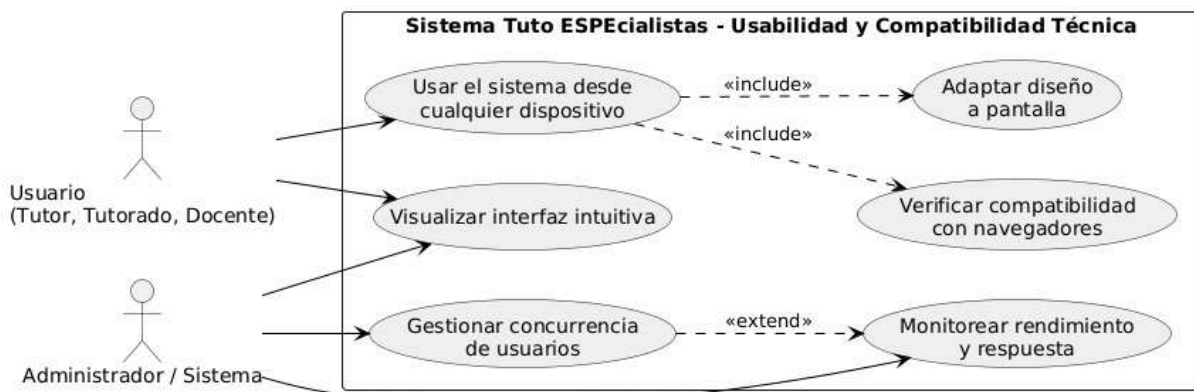 Sistema Tuto ESPEcialistas - Usabilidad y Compatibilidad Técnica
Usar el sistema desde
cualquier dispositivo
«include»
Adaptar diseño
a pantalla
«include»
Usuario
(Tutor, Tutorado, Docente)
Visualizar interfaz intuitiva
Verificar compatibilidad
con navegadores
Gestionar concurrencia
de usuarios
«extend»
Monitorear rendimiento
y respuesta
Administrador / Sistema